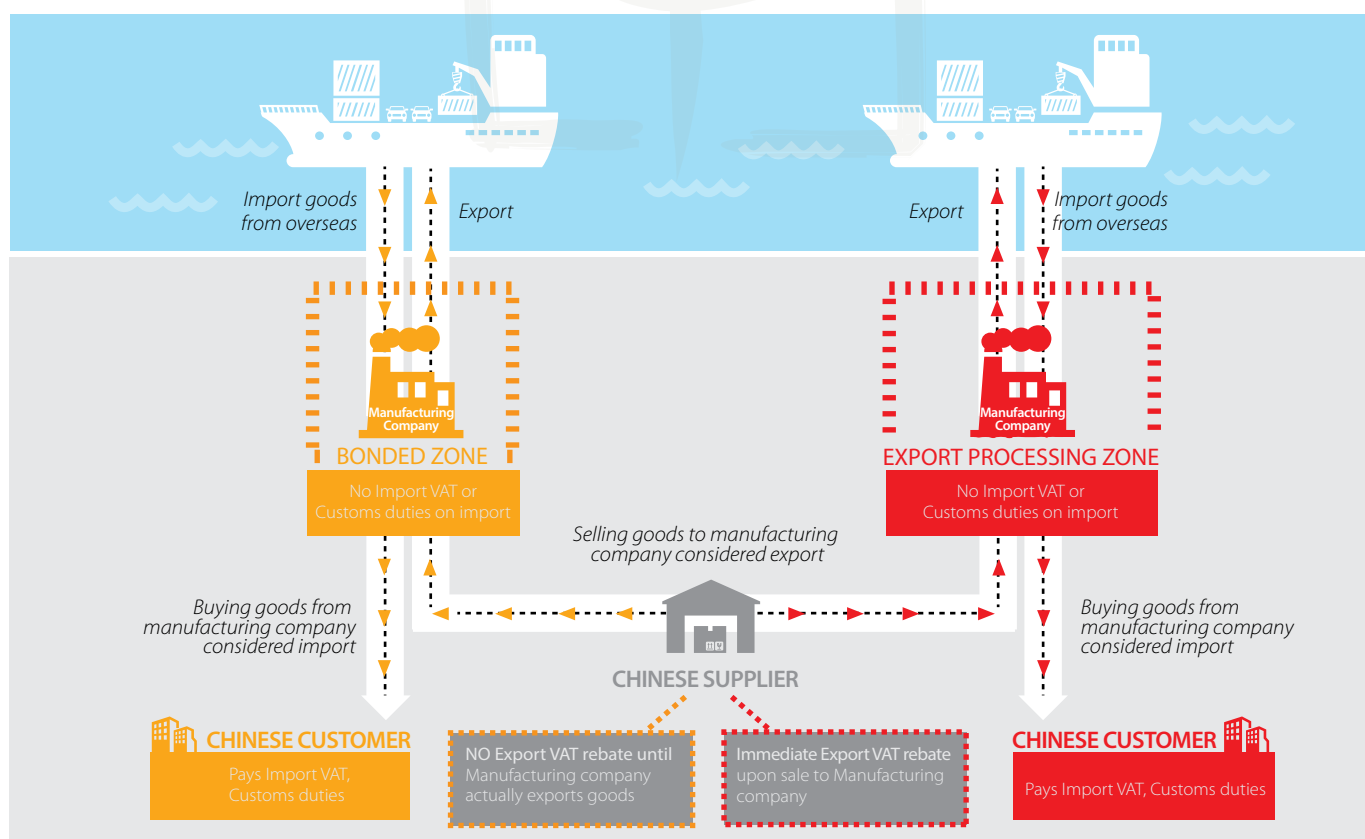 Import goods
from overseas
Export
Export
Import goods
from overseas
Manufacturing
Company
BONDED ZONE
No Import VAT or
Customs duties on import
Manufacturing
Company
EXPORT PROCESSING ZONE
No Import VAT or
Customs duties on import
Selling goods to manufacturing
company considered export
Buying goods from
manufacturing company
considered import
Buying goods from
manufacturing company
considered import
CHINESE SUPPLIER
CHINESE CUSTOMER
Pays Import VAT,
Customs duties
NO Export VAT rebate until
Manufacturing company
actually exports goods
Immediate Export VAT rebate
upon sale to Manufacturing
company
CHINESE CUSTOMER
Pays Import VAT, Customs duties